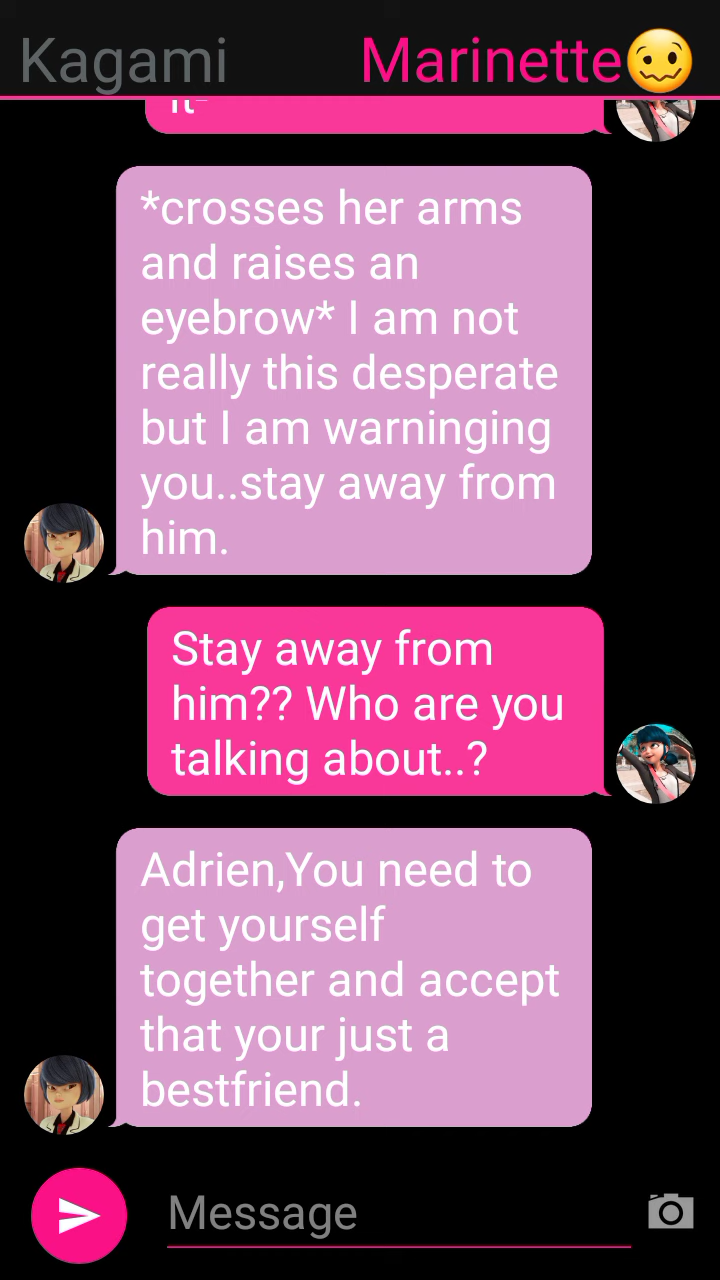 Kagami Marinette🥴
*crosses her arms
and raises an
eyebrow* I am not
really this desperate
but I am warninging
you..stay away from
him.
Stay away from
him?? Who are you
talking about..?
Adrien,You need to
get yourself
together and accept
that your just a
bestfriend.
Message